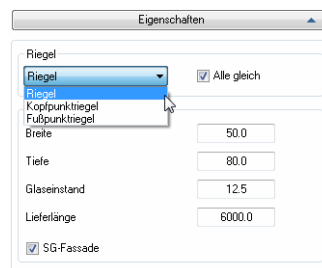 Eigenschaften
Riegel
Riegel
Alle gleich
Riegel
Kopfpunktriegel
Fußpunktriegel
Breite 50.0
Tiefe 80.0
Glaseinstand 12.5
Lieferlänge 6000.0
SG-Fassade